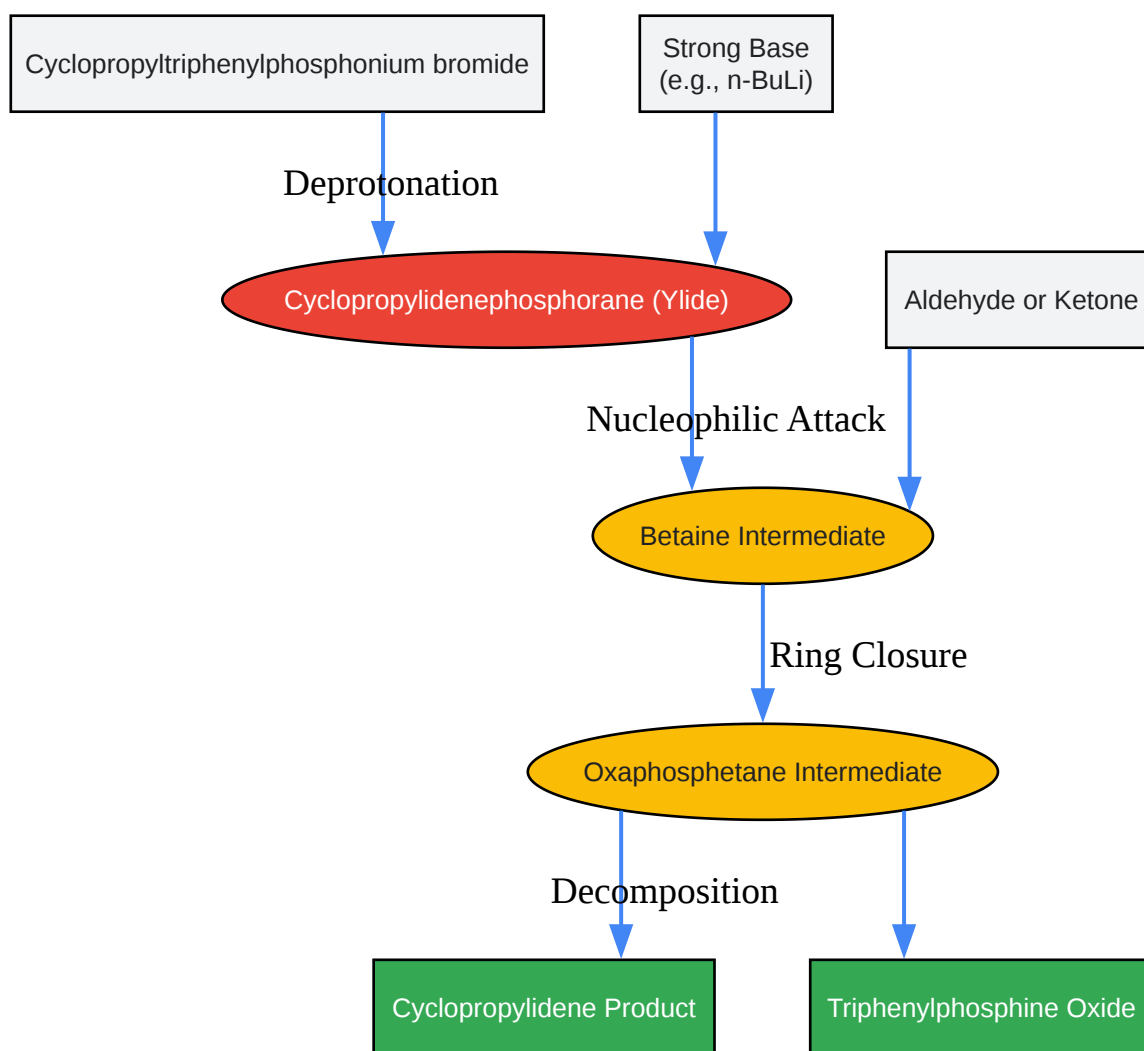 Cyclopropyltriphenylphosphonium bromide
Strong Base
(e.g., n-BuLi)
Deprotonation
Cyclopropylidenephosphorane (Ylide)
Aldehyde or Ketone
Nucleophilic Attack
Betaine Intermediate
Ring Closure
Oxaphosphetane Intermediate
Decomposition
Cyclopropylidene Product
Triphenylphosphine Oxide